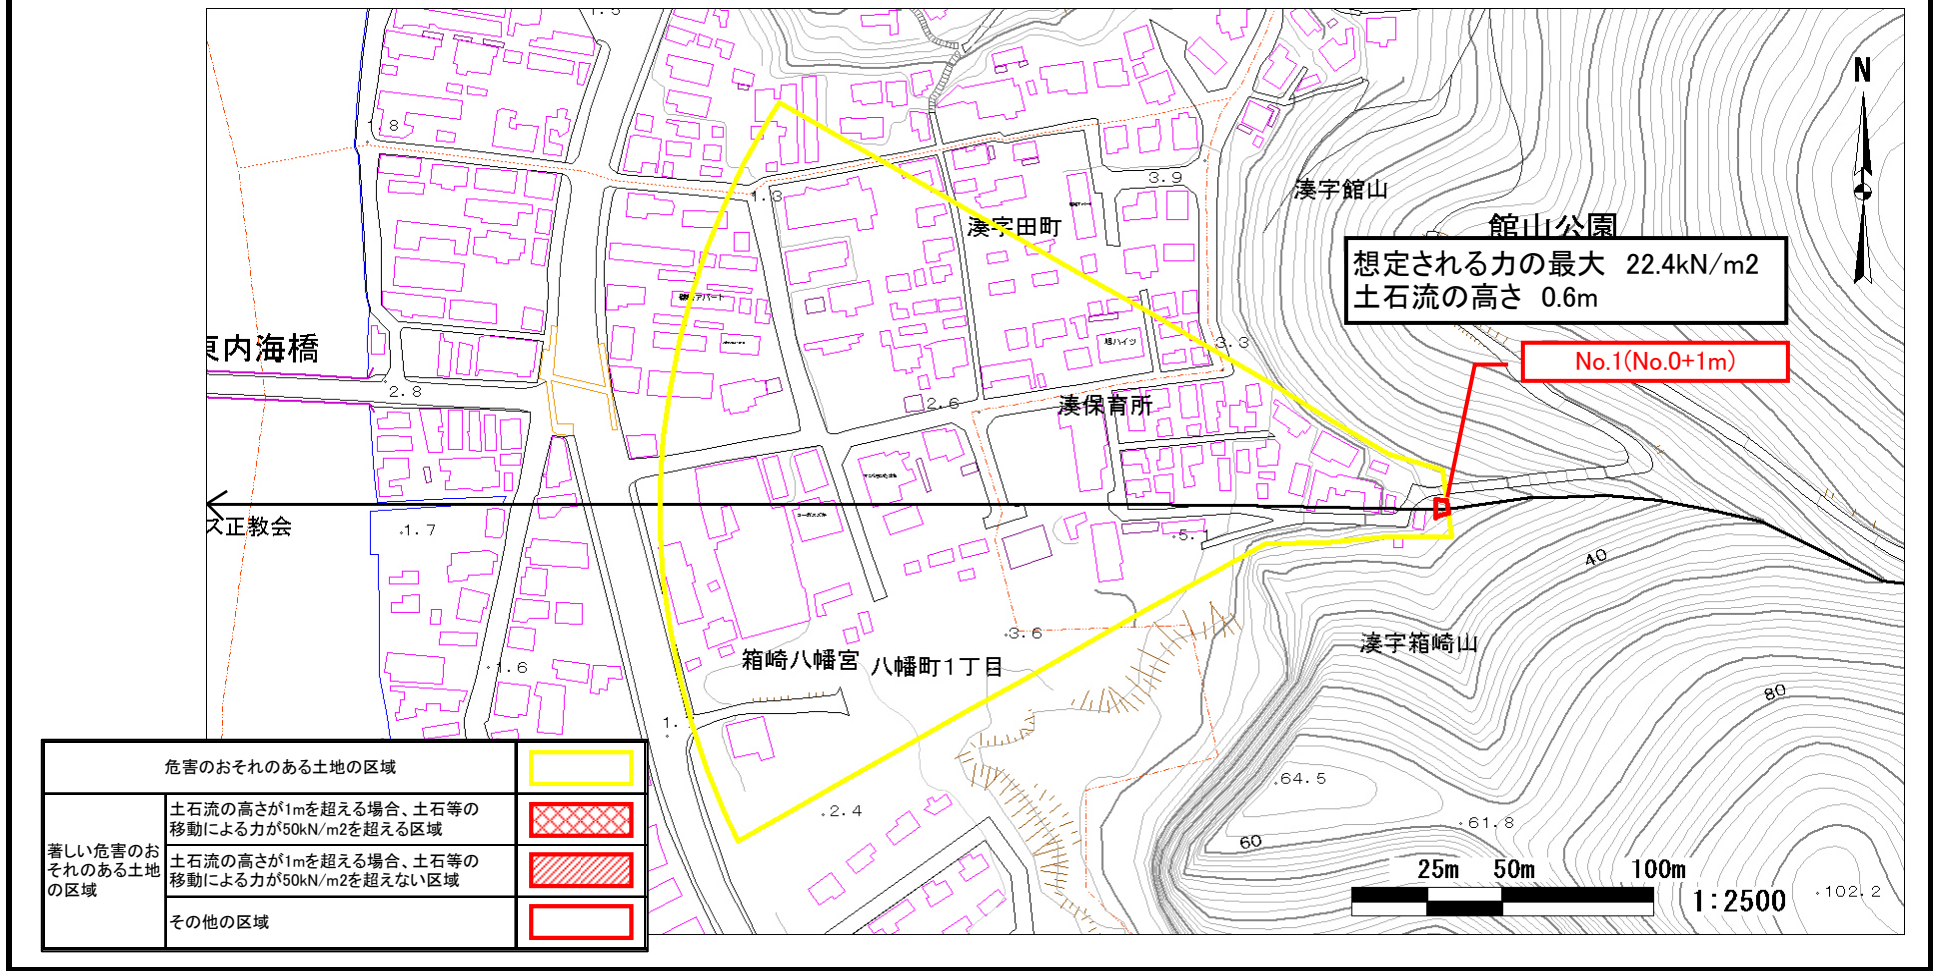 1.5
N
1.8
3.9
湊字館山
1.3
湊字田町
館山公園
想定される力の最大 22.4kN/m2
土石流の高さ 0.6m
東内海橋
旭ハイツ
3.3
No.1(No.0+1m)
2.8
2.6
湊保育所
ス正教会
1.7
5.1
40
3.6
湊字箱崎山
箱崎八幡宮
八幡町1丁目
1.6
80
1.
64.5
2.4
61.8
60
102.2
25m 50m 100m
1:2500
危害のおそれのある土地の区域
著しい危害のお
それのある土地
の区域
土石流の高さが1mを超える場合、土石等の
移動による力が50kN/m2を超える区域
土石流の高さが1mを超える場合、土石等の
移動による力が50kN/m2を超えない区域
その他の区域